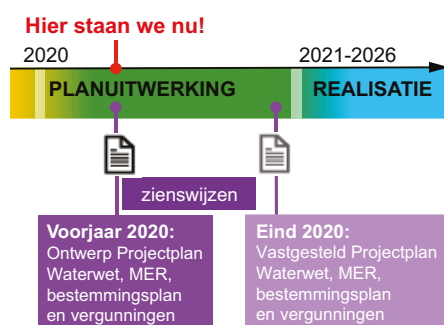 Hier staan we nu!
2020
2021-2026
PLANUITWERKING
REALISATIE
zienswijzen
Voorjaar 2020:
Ontwerp Projectplan
Waterwet, MER,
bestemmingsplan
en vergunningen
Eind 2020:
Vastgesteld Projectplan
Waterwet, MER,
bestemmingsplan
en vergunningen